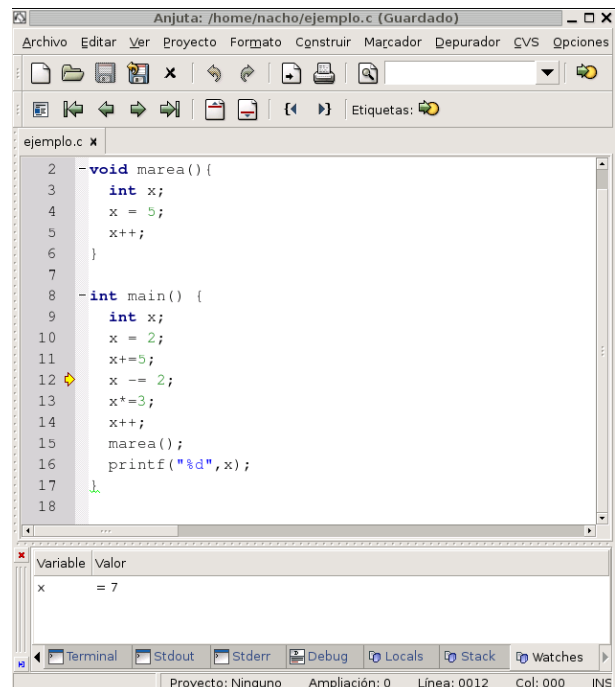 Anjuta: /home/nacho/ejemplo.c (Guardado)
Archivo Editar Ver Proyecto Formato Construir Marcador Depurador CVS Opciones
Etiquetas:
ejemplo.c
2 void marea(){
3 int x;
4 x = 5;
5 x++;
6 }
7
8 int main() {
9 int x;
10 x = 2;
11 x+=5;
12 x -= 2;
13 x*=3;
14 x++;
15 marea();
16 printf("%d",x);
17 }
18
Variable Valor
x = 7
Terminal Stdout Stderr Debug Locals Stack Watches
Proyecto: Ninguno Ampliación: 0 Línea: 0012 Col: 000 INS